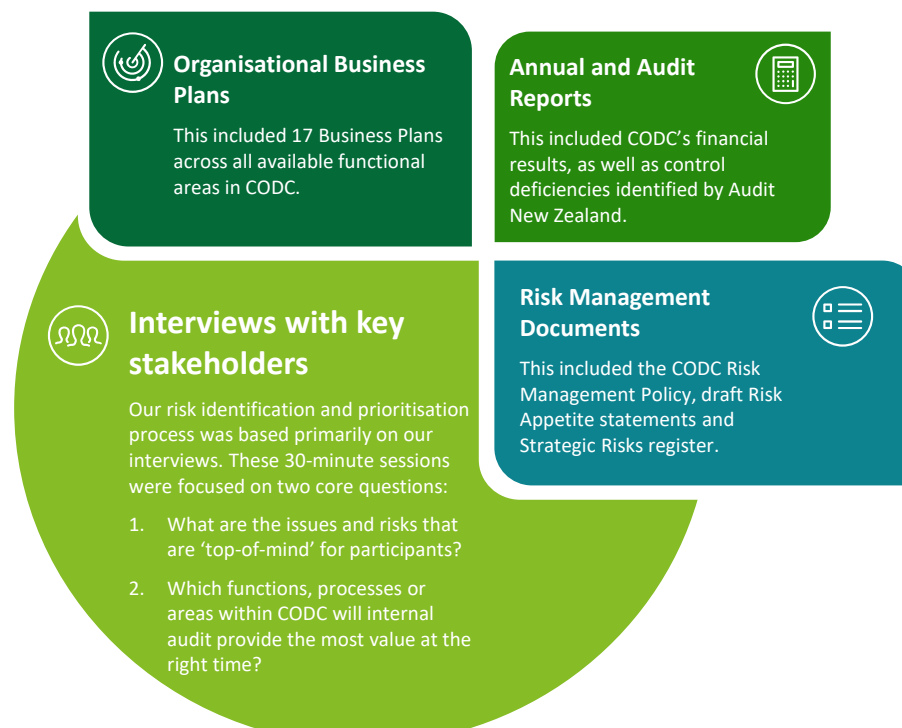 Organisational Business
Plans
This included 17 Business Plans
across all available functional
areas in CODC.
Annual and Audit
Reports
This included CODC's financial
results, as well as control
deficiencies identified by Audit
New Zealand.
Interviews with key
stakeholders
Our risk identification and prioritisation
process was based primarily on our
interviews. These 30-minute sessions
were focused on two core questions:
1. What are the issues and risks that
are ‘top-of-mind’ for participants?
2. Which functions, processes or
areas within CODC will internal
audit provide the most value at the
right time?
Risk Management
Documents
This included the CODC Risk
Management Policy, draft Risk
Appetite statements and
Strategic Risks register.